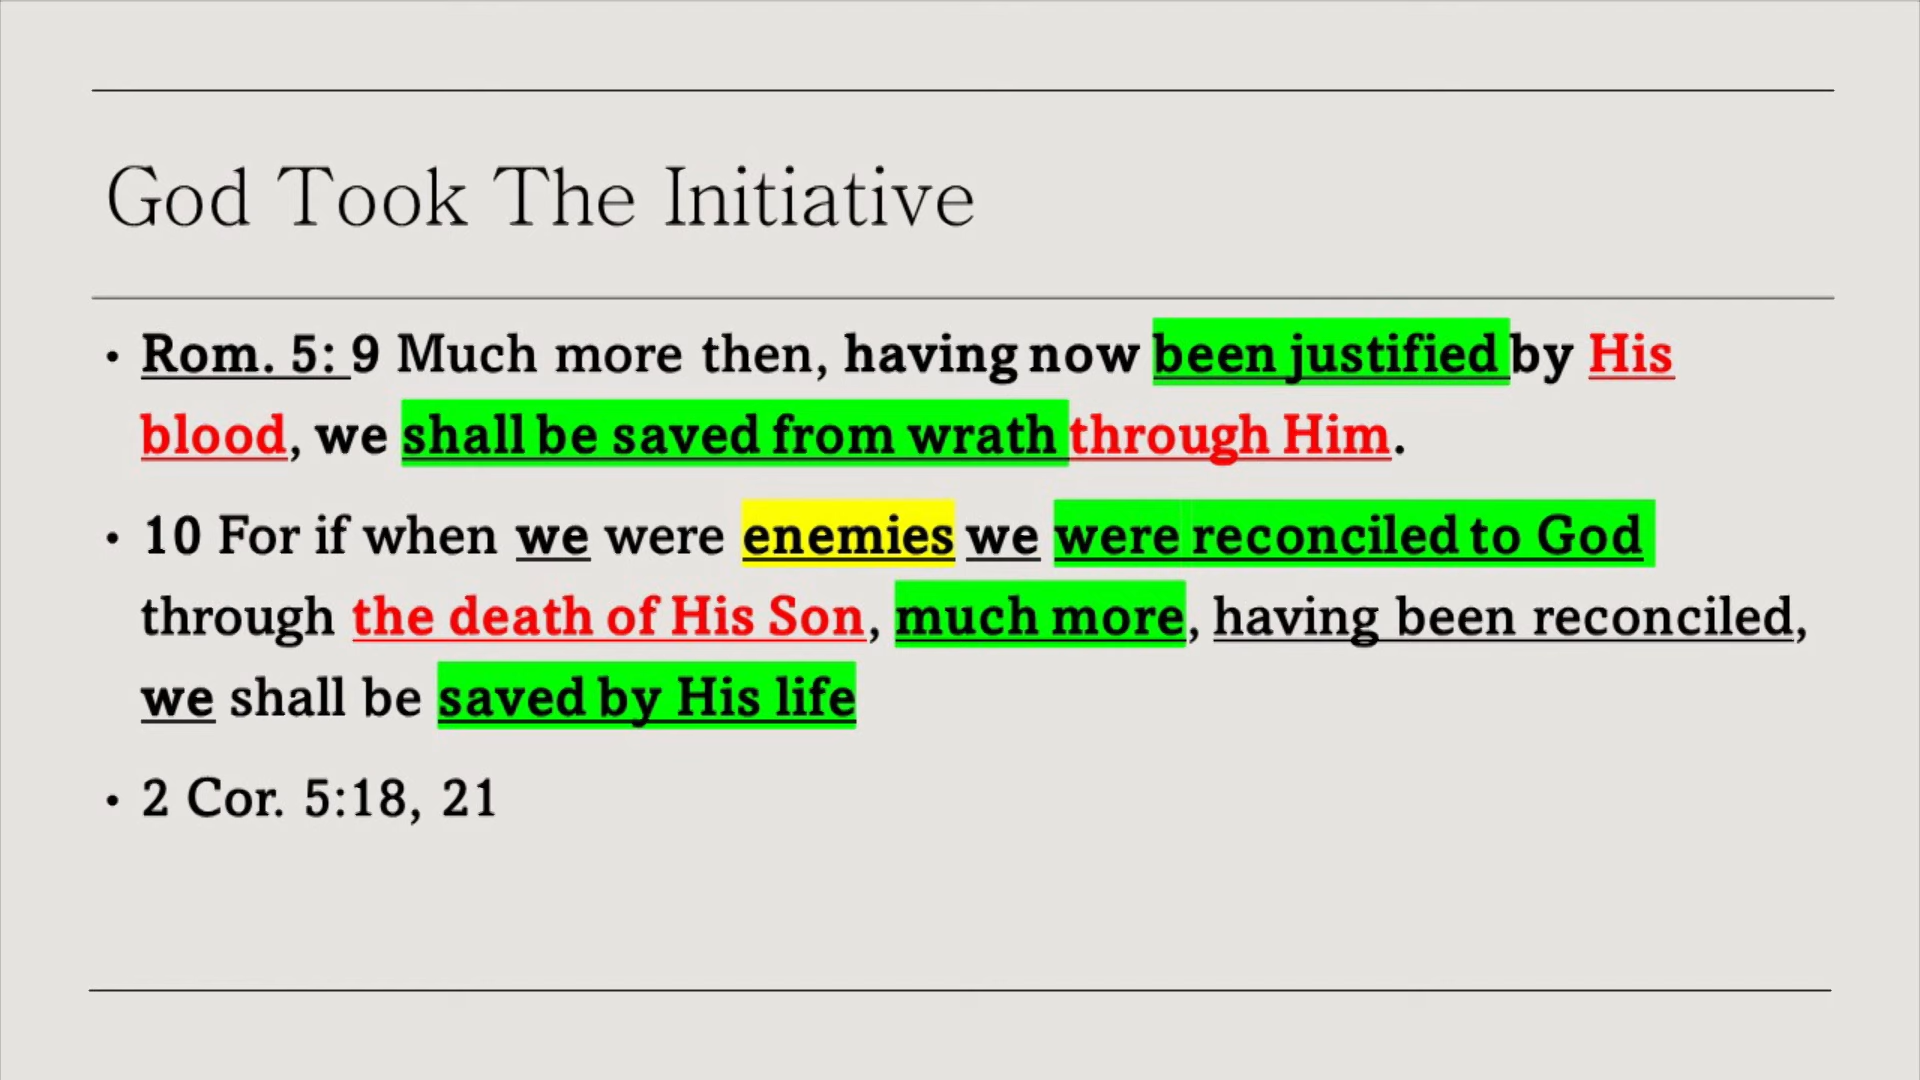 God Took The Initiative
• Rom. 5: 9 Much more then, having now been justified by His
blood, we shall be saved from wrath through Him.
• 10 For if when we were enemies we were reconciled to God
through the death of His Son, much more, having been reconciled,
we shall be saved by His life
• 2 Cor. 5:18, 21